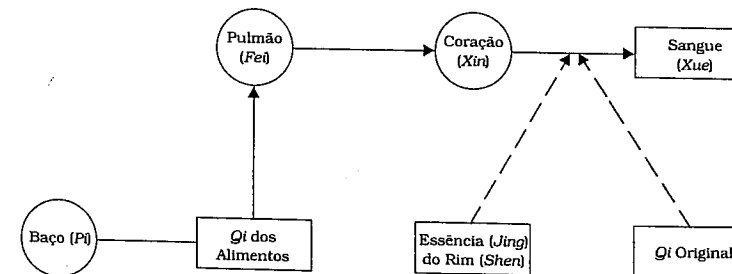 Pulmão
(Fei)
Coração
(Xin)
Sangue
(Xue)
Baço (Pi)
Qi dos
Alimentos
Essência (Jing)
do Rim (Shen)
Qi Original